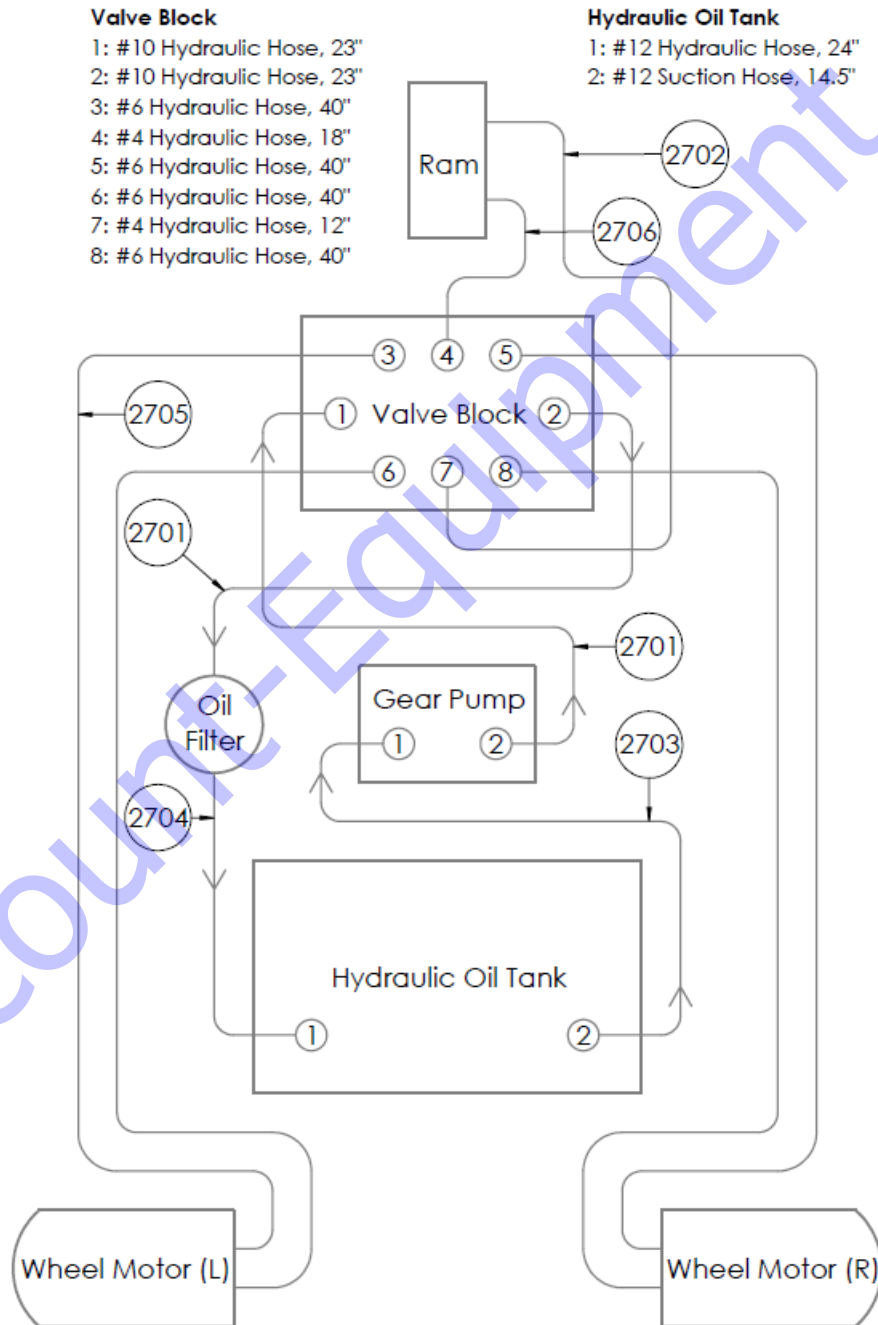 Valve Block
1: #10 Hydraulic Hose, 23"
2: #10 Hydraulic Hose, 23"
3: #6 Hydraulic Hose, 40"
4: #4 Hydraulic Hose, 18"
5: #6 Hydraulic Hose, 40"
6: #6 Hydraulic Hose, 40"
7: #4 Hydraulic Hose, 12"
8: #6 Hydraulic Hose, 40"
Hydraulic Oil Tank
1: #12 Hydraulic Hose, 24"
2: #12 Suction Hose, 14.5"
Ram
2702
2706
3 4 5
2705
1 Valve Block 2
6 7 8
2701
2701
Gear Pump
Oil
Filter
1 2
2703
2704
Hydraulic Oil Tank
1 2
Wheel Motor (L)
Wheel Motor (R)
count-Equipment